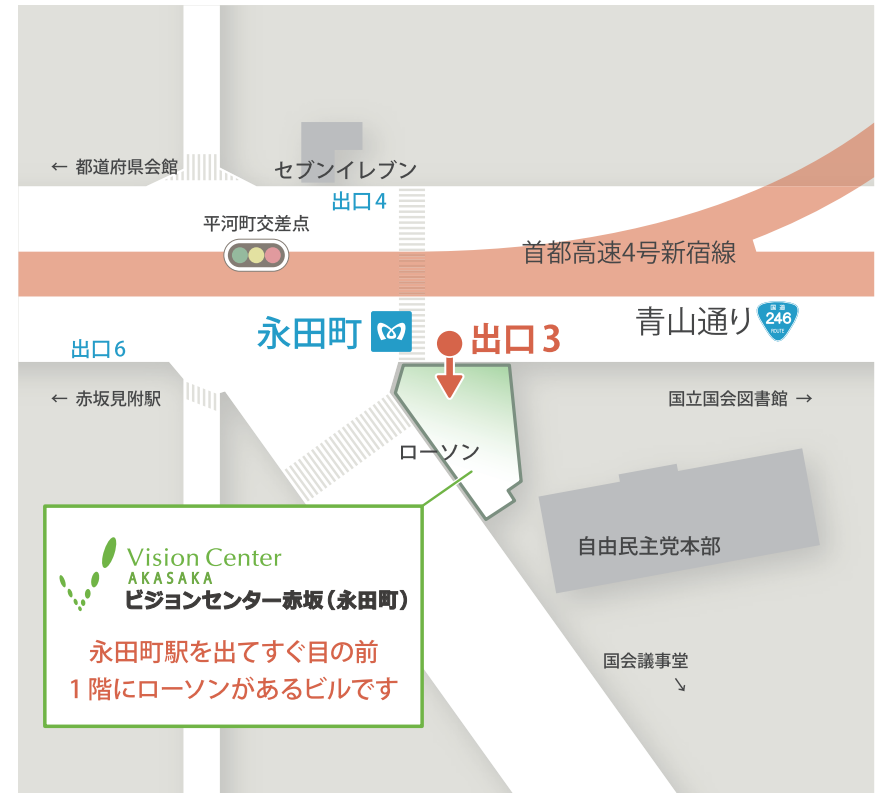 ← 都道府県会館
セブンイレブン
出口4
平河町交差点
首都高速4号新宿線
永田町
出口3
青山通り
国道
246
ROUTE
出口6
← 赤坂見附駅
国立国会図書館 →
ローソン
自由民主党本部
Vision Center
AKASAKA
ビジョンセンター赤坂(永田町)
永田町駅を出てすぐ目の前
1階にローソンがあるビルです
国会議事堂
↘